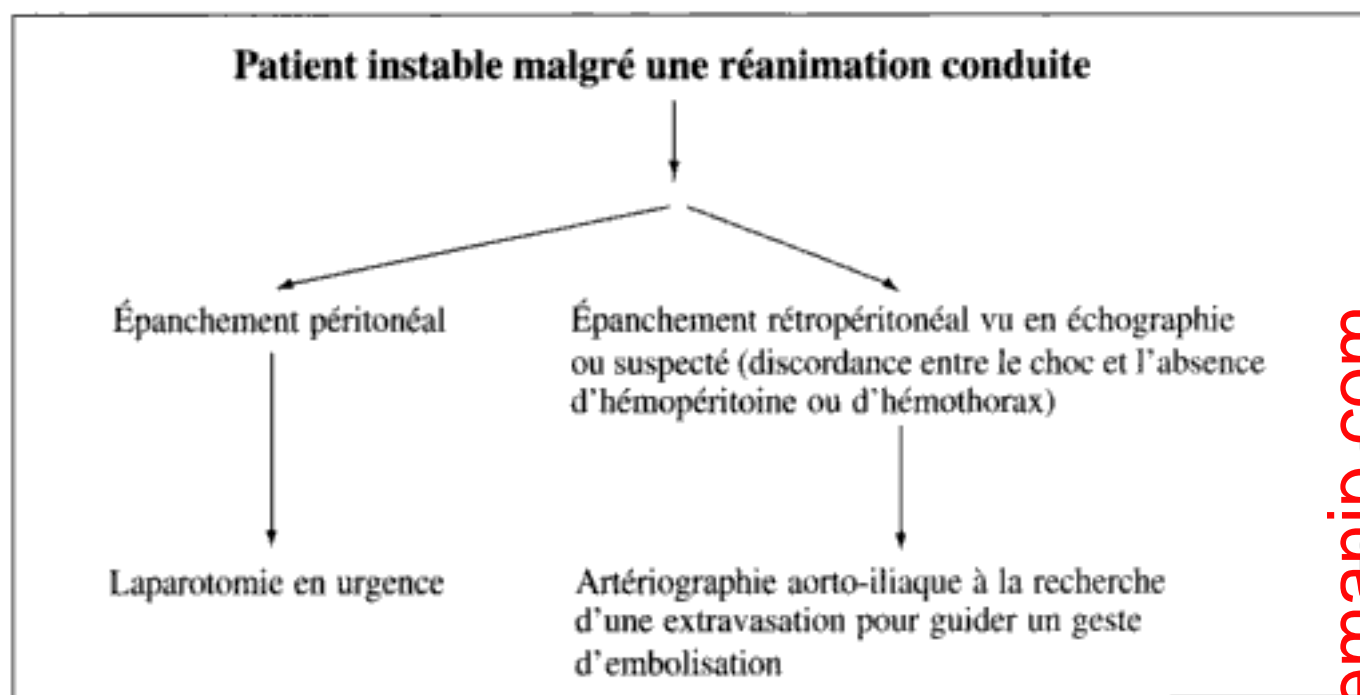 Patient instable malgré une réanimation conduite
Épanchement péritonéal
Épanchement rétropéritonéal vu en échographie
ou suspecté (discordance entre le choc et l'absence
d'hémopéritoine ou d'hémothorax)
Laparotomie en urgence
Artériographie aorto-iliaque à la recherche
d'une extravasation pour guider un geste
d'embolisation
emanip.com